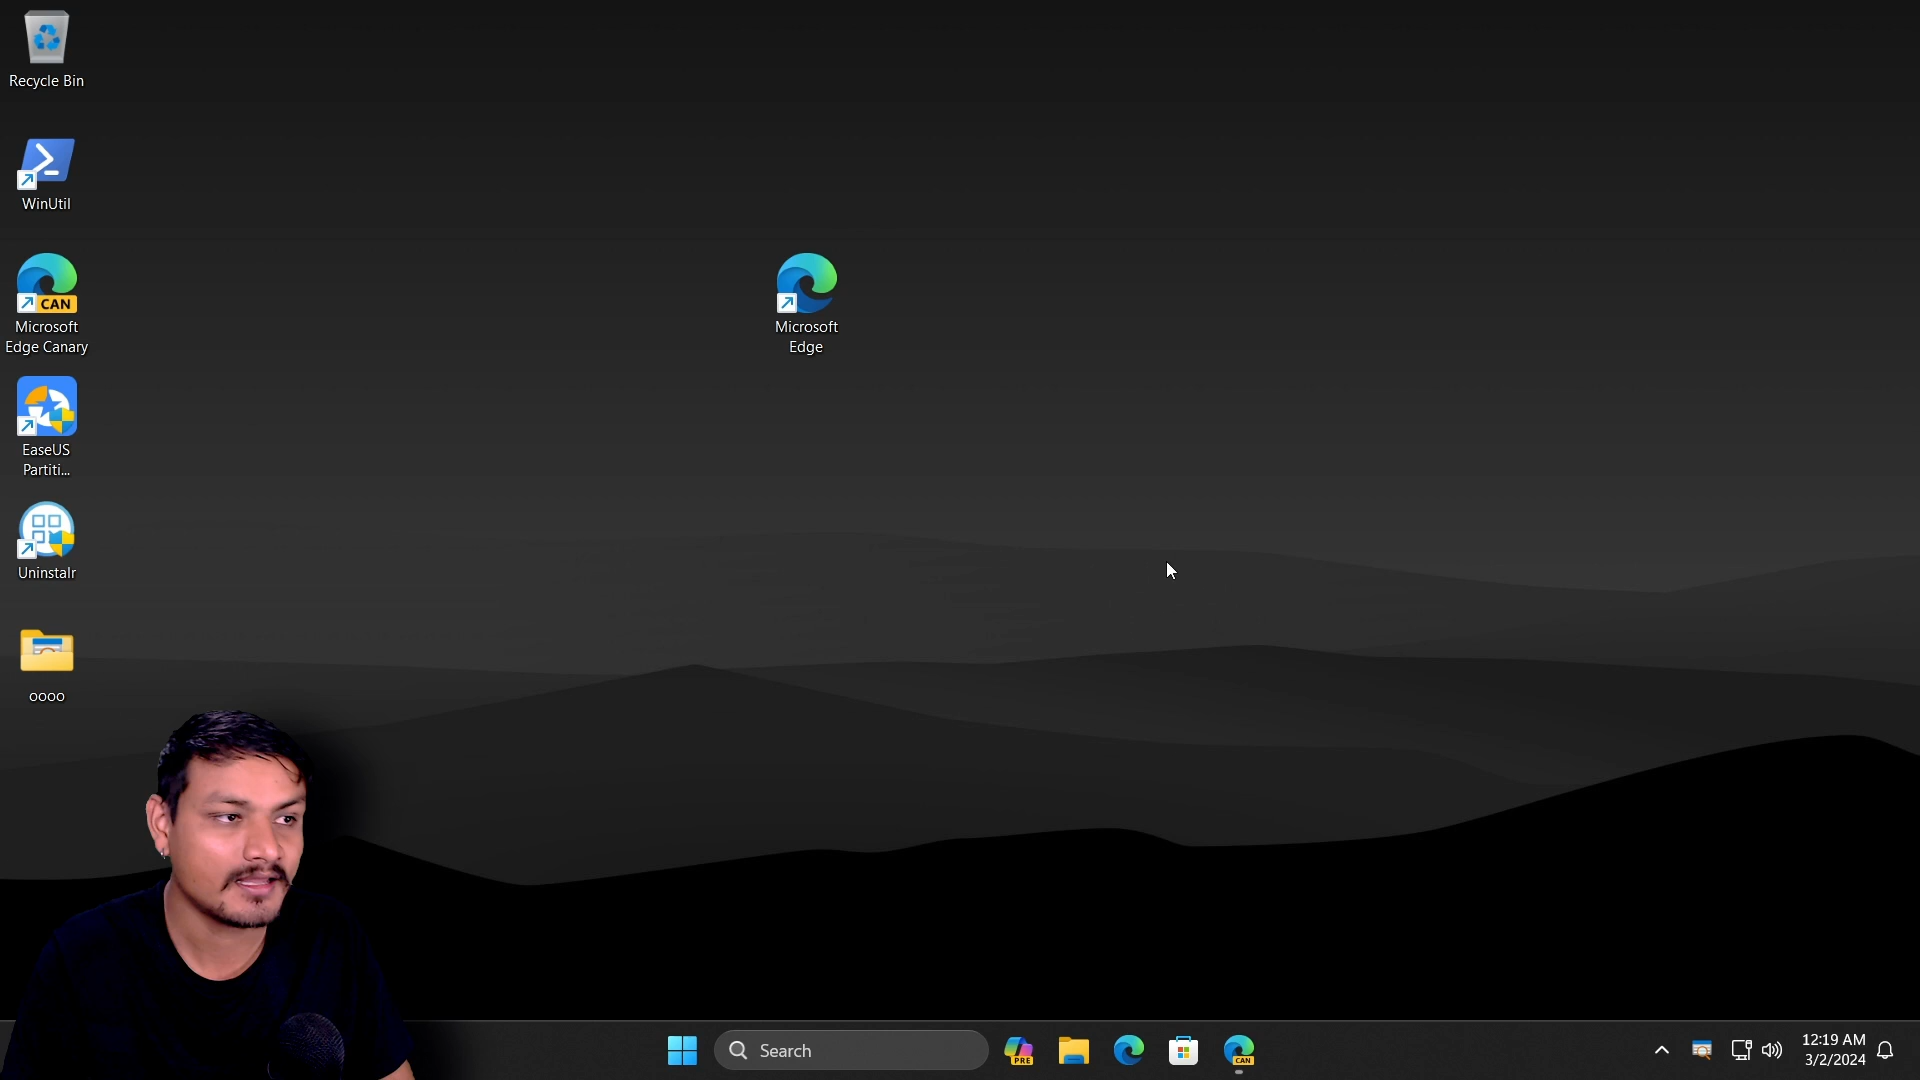 Recycle Bin
WinUtil
CAN
Microsoft
Edge Canary
Microsoft
Edge
EaseUS
Partiti...
Uninstalr
oooo
Search
PRE
CAN
12:19 AM
3/2/2024